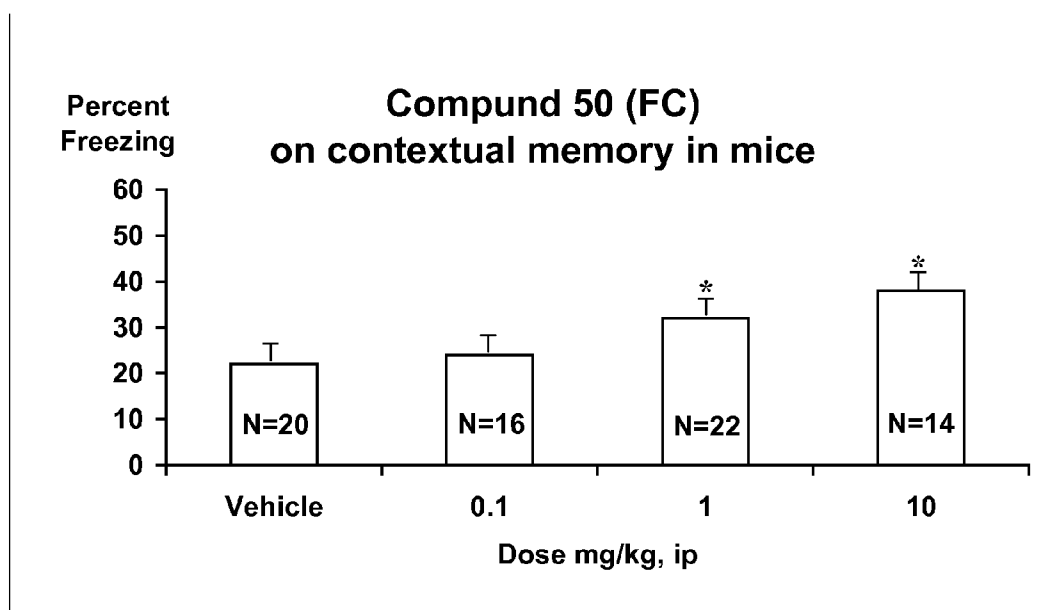 Percent
Freezing
Compund 50 (FC)
on contextual memory in mice
60
50
40
30
20
10
0
*
*
N=20
N=16
N=22
N=14
Vehicle
0.1
1
10
Dose mg/kg, ip